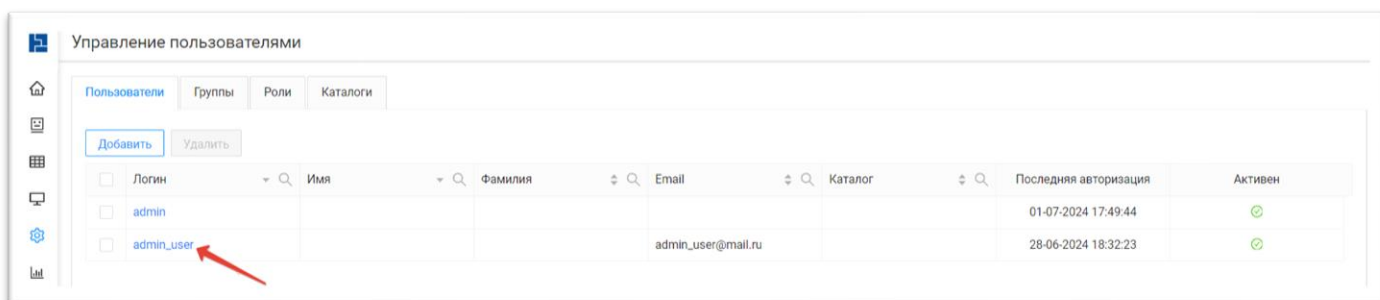 Управление пользователями
Пользователи Группы Роли Каталоги
Добавить Удалить
Логин Имя Фамилия Email Каталог Последняя авторизация Активен
admin 01-07-2024 17:49:44
admin_user admin_user@mail.ru 28-06-2024 18:32:23